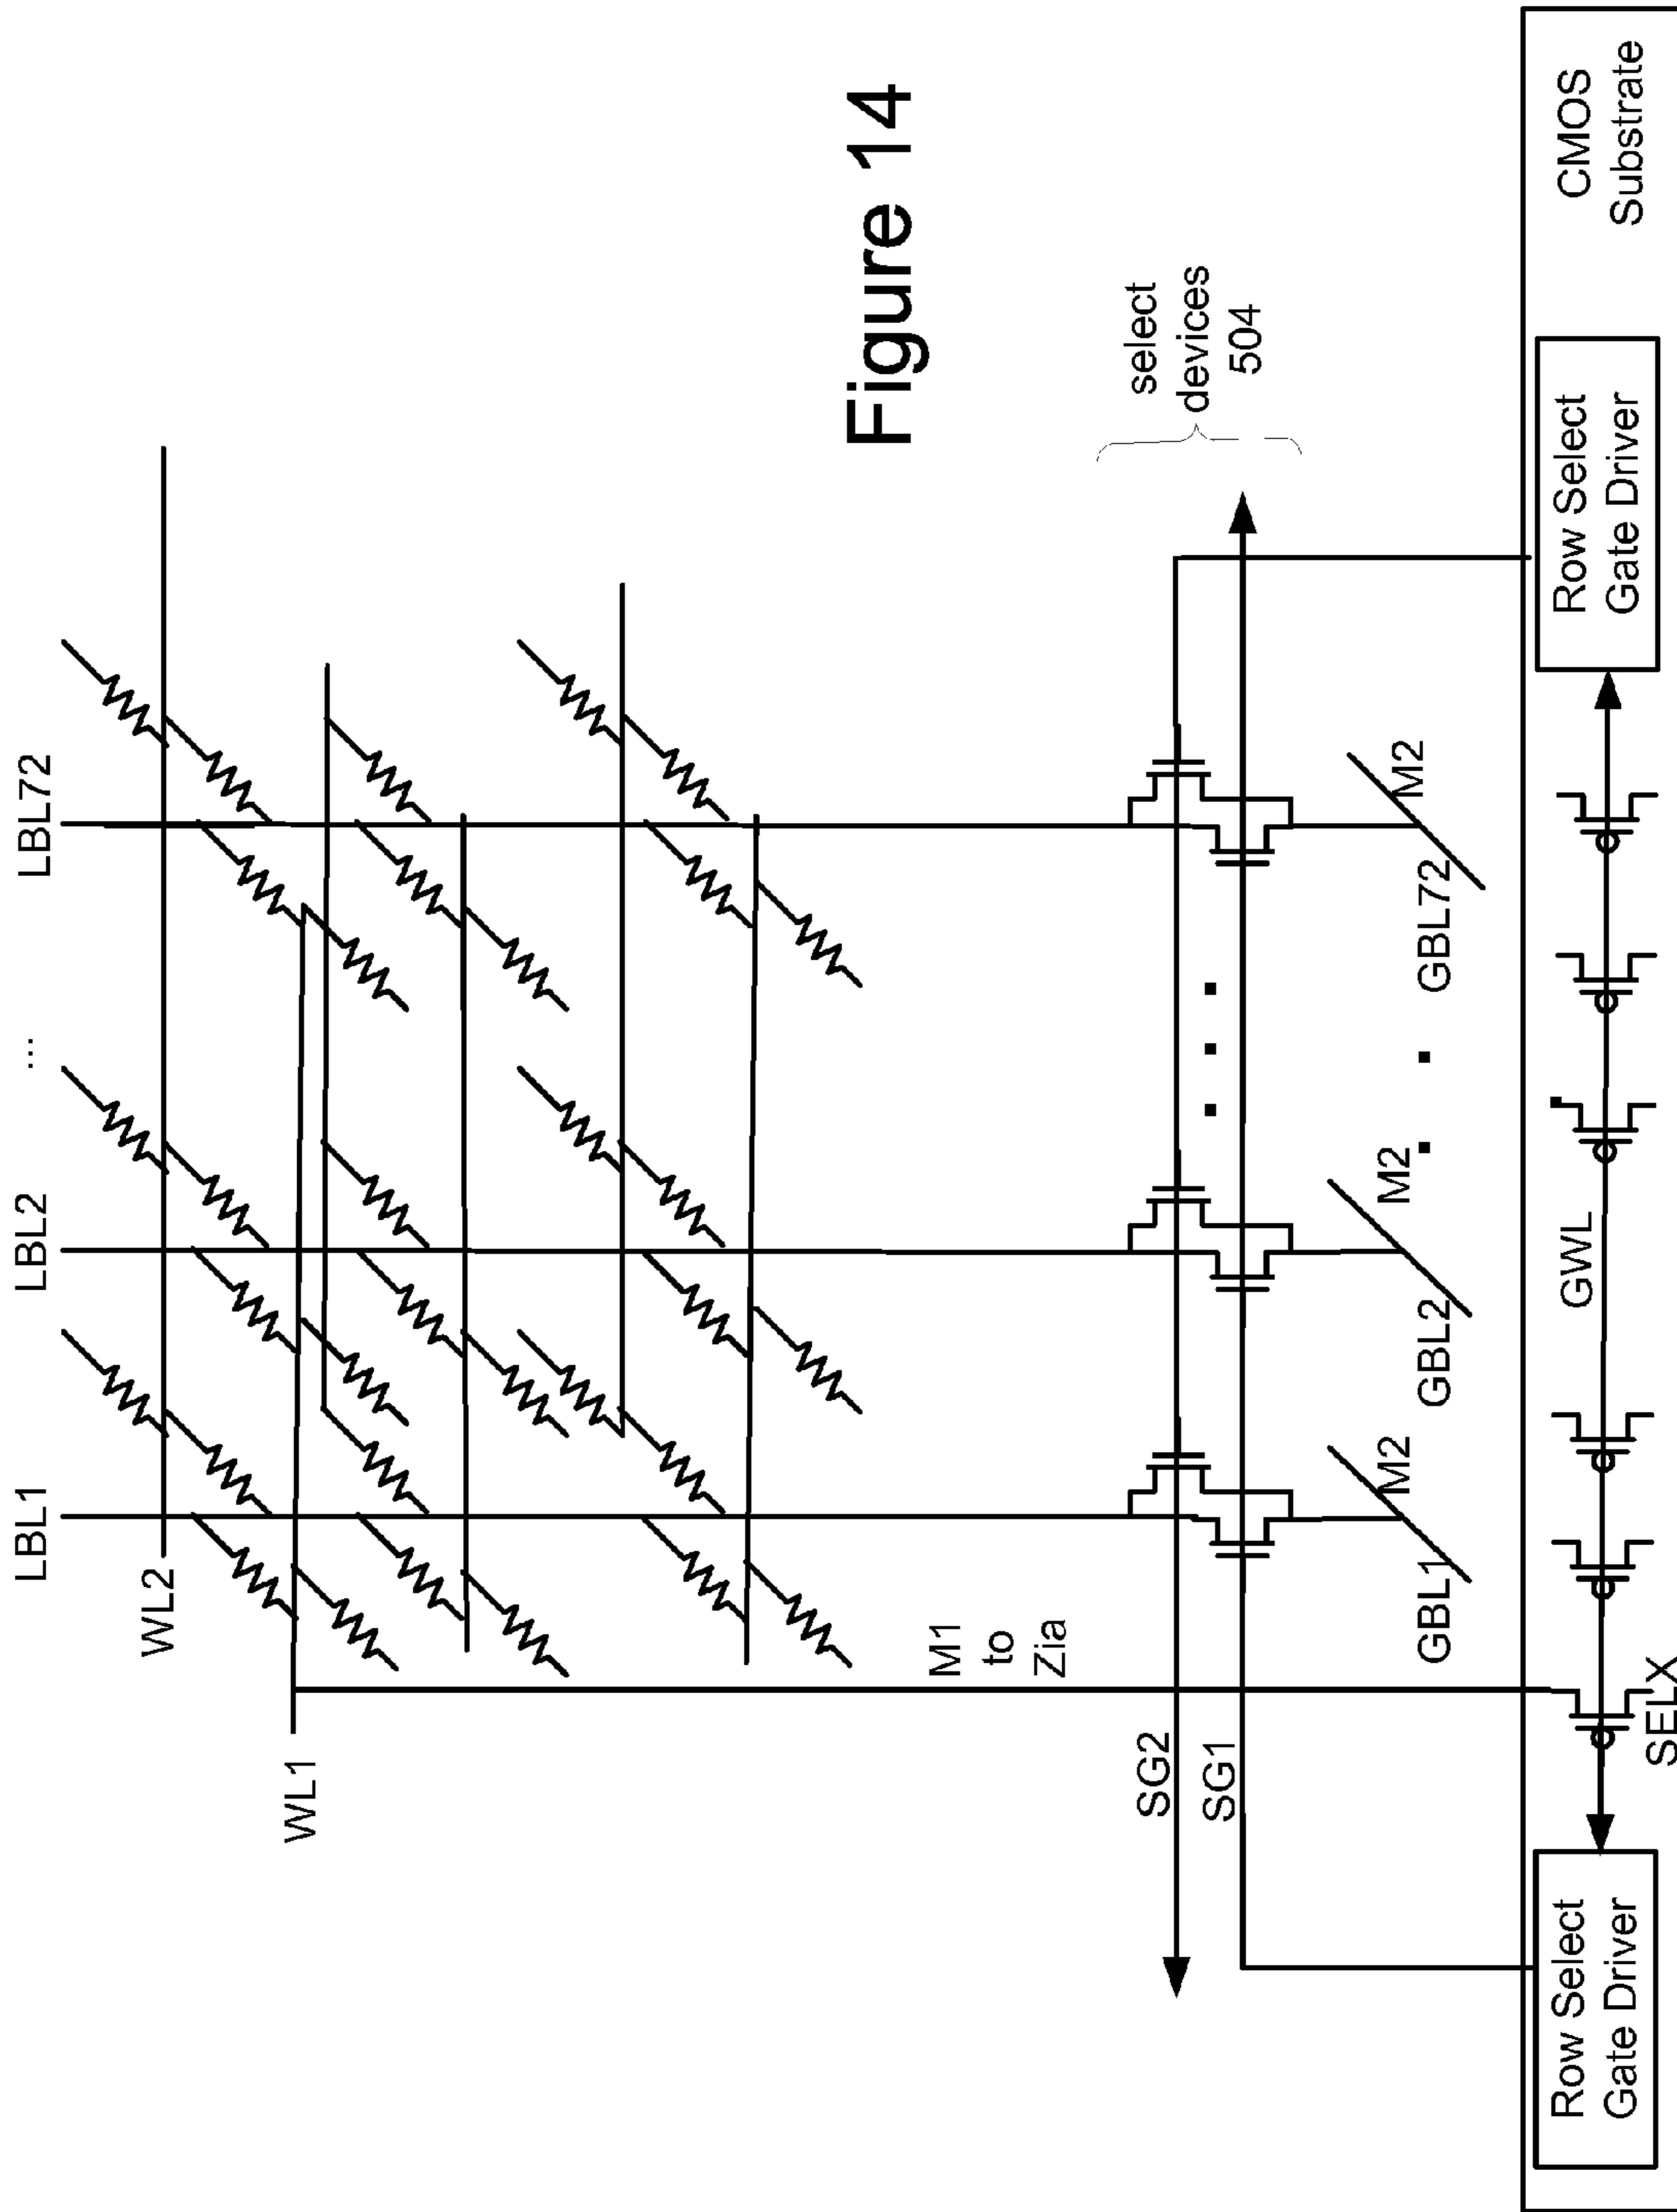 LBL1
LBL2
...
LBL72
WL2
WL1
Figure 14
M1
to
Zia
select
devices
504
SG2
SG1
M2
M2
M2
GBL1
GBL2
GBL72
GWL
SELX
CMOS
Substrate
Row Select
Gate Driver
Row Select
Gate Driver